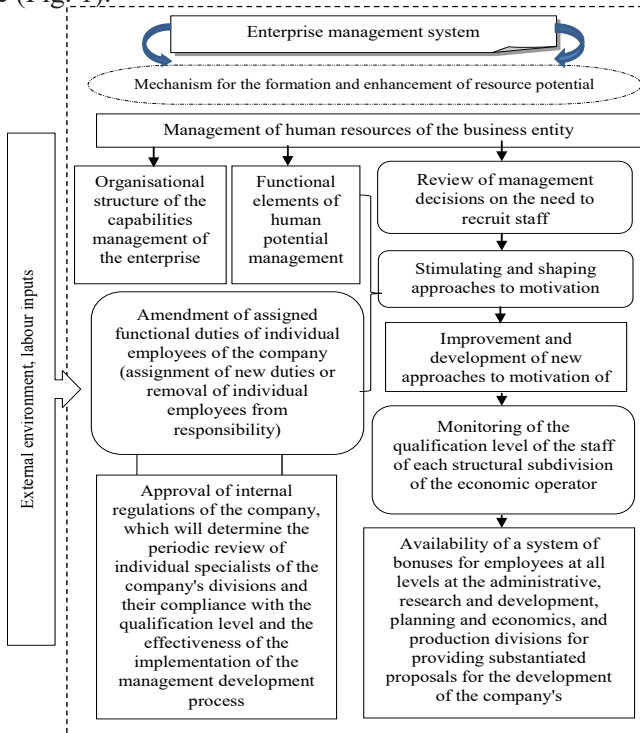 (Fig. 1).
Enterprise management system
Mechanism for the formation and enhancement of resource potential
Management of human resources of the business entity
Organisational
structure of the
capabilities
management of
the enterprise
Functional
elements of
human
potential
management
Review of management
decisions on the need to
recruit staff
Stimulating and shaping
approaches to motivation
Amendment of assigned
functional duties of individual
employees of the company
(assignment of new duties or
removal of individual
employees from
responsibility)
Improvement and
development of new
approaches to motivation of
Monitoring of the
qualification level of the staff
of each structural subdivision
of the economic operator
External environment, labour inputs
Approval of internal
regulations of the company,
which will determine the
periodic review of
individual specialists of the
company's divisions and
their compliance with the
qualification level and the
effectiveness of the
implementation of the
management development
process
Availability of a system of
bonuses for employees at all
levels at the administrative,
research and development,
planning and economics, and
production divisions for
providing substantiated
proposals for the development
of the company's